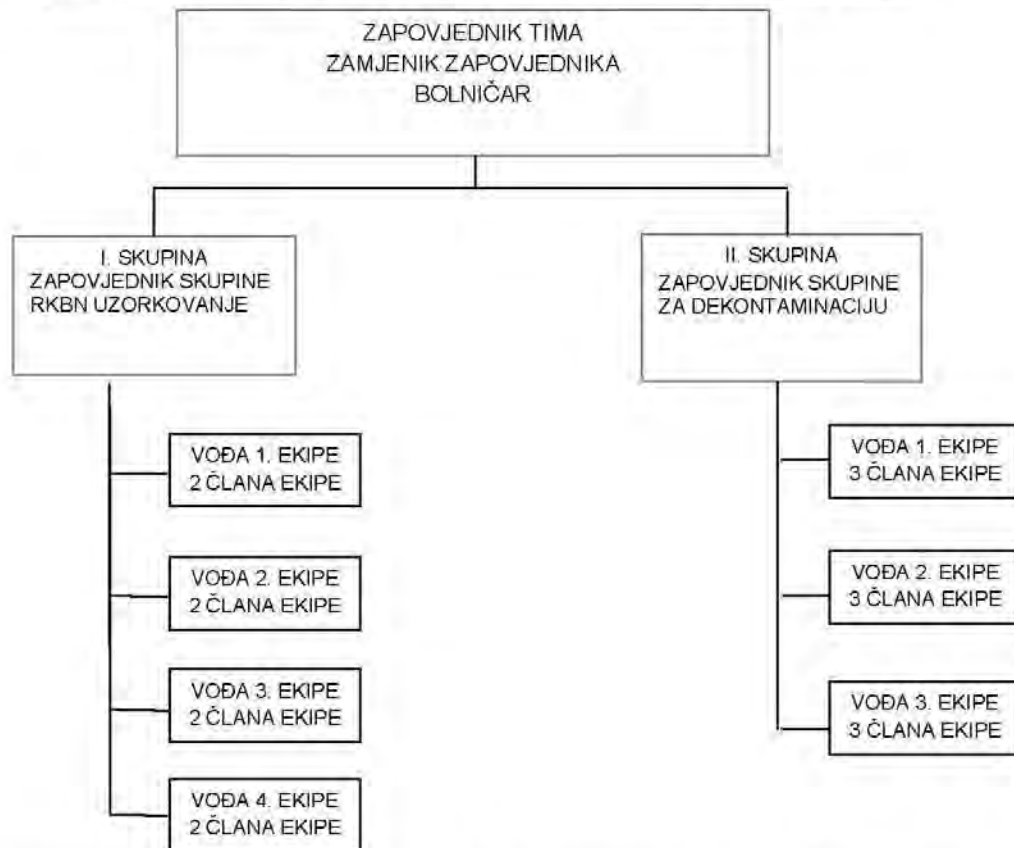 ZAPOVJEDNIK TIMA
ZAMJENIK ZAPOVJEDNIKA
BOLNIČAR
I. SKUPINA
ZAPOVJEDNIK SKUPINE
RKBN UZORKOVANJE
VOĐA 1. EKIPE
2 ČLANA EKIPE
VOĐA 2. EKIPE
2 ČLANA EKIPE
VOĐA 3. EKIPE
2 ČLANA EKIPE
VOĐA 4. EKIPE
2 ČLANA EKIPE
II. SKUPINA
ZAPOVJEDNIK SKUPINE
ZA DEKONTAMINACIJU
VOĐA 1. EKIPE
3 ČLANA EKIPE
VOĐA 2. EKIPE
3 ČLANA EKIPE
VOĐA 3. EKIPE
3 ČLANA EKIPE